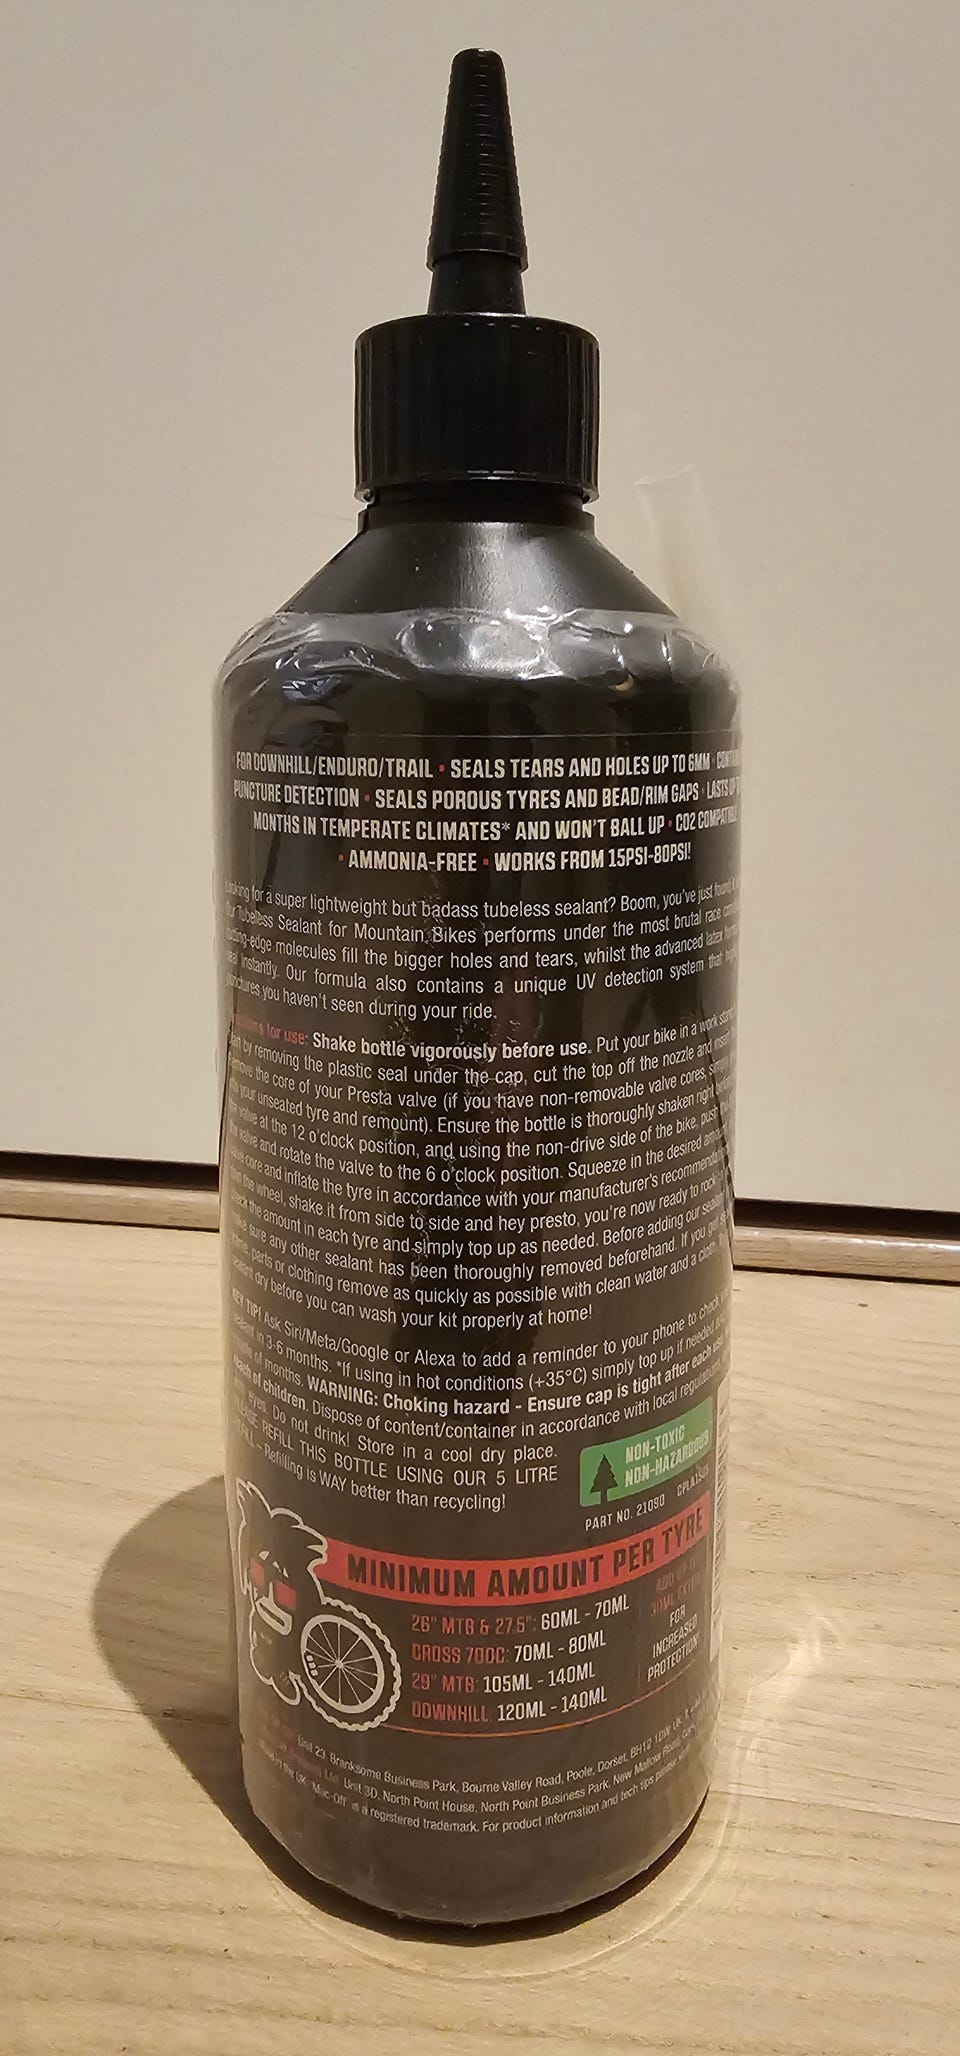 FOR DOWNHILL/ENDURO/TRAIL • SEALS TEARS AND HOLES UP TO 6MM •
PUNCTURE DETECTION • SEALS POROUS TYRES AND BEAD/RIM GAPS • LASTS UP
MONTHS IN TEMPERATE CLIMATES* AND WON'T BALL UP • CO2 COMPATIBLE
• AMMONIA-FREE • WORKS FROM 15PSI-80PSI!
Looking for a super lightweight but badass tubeless sealant? Boom, you've just found it
Our Tubeless Sealant for Mountain Bikes performs under the most brutal race
cutting-edge molecules fill the bigger holes and tears, whilst the advanced latex
seal instantly. Our formula also contains a unique UV detection system that
punctures you haven't seen during your ride.
for use: Shake bottle vigorously before use. Put your bike in a work
by removing the plastic seal under the cap, cut the top off the nozzle and insert
the core of your Presta valve (if you have non-removable valve cores, simply
your unseated tyre and remount). Ensure the bottle is thoroughly shaken right
valve at the 12 o'clock position, and using the non-drive side of the bike, push
valve and rotate the valve to the 6 o'clock position. Squeeze in the desired
core and inflate the tyre in accordance with your manufacturer's
the wheel, shake it from side to side and hey presto, you're now ready to rock
the amount in each tyre and simply top up as needed. Before adding our
sure any other sealant has been thoroughly removed beforehand. If you
parts or clothing remove as quickly as possible with clean water and a cloth.
dry before you can wash your kit properly at home!
KEY TIP! Ask Siri/Meta/Google or Alexa to add a reminder to your phone to check
in 3-6 months. *If using in hot conditions (+35°C) simply top up if needed
of months. WARNING: Choking hazard - Ensure cap is tight after each
reach of children. Dispose of content/container in accordance with local
eyes. Do not drink! Store in a cool dry place.
REFILL THIS BOTTLE USING OUR 5 LITRE
– Refilling is WAY better than recycling!
NON-TOXIC
NON-HAZARDOUS
PART NO. 21090
MINIMUM AMOUNT PER TYRE
26" MTB & 27.5": 60ML - 70ML
CROSS 700C: 70ML - 80ML
29" MTB: 105ML - 140ML
DOWNHILL: 120ML - 140ML
ADD UP TO
30ML EXTRA
FOR
INCREASED
PROTECTION!
Unit 23, Branksome Business Park, Bourne Valley Road, Poole, Dorset, BH12 1DW
Unit 3D, North Point House, North Point Business Park, New Mallow Road,
Made in the UK. 'Muc-Off' is a registered trademark. For product information and tech tips please